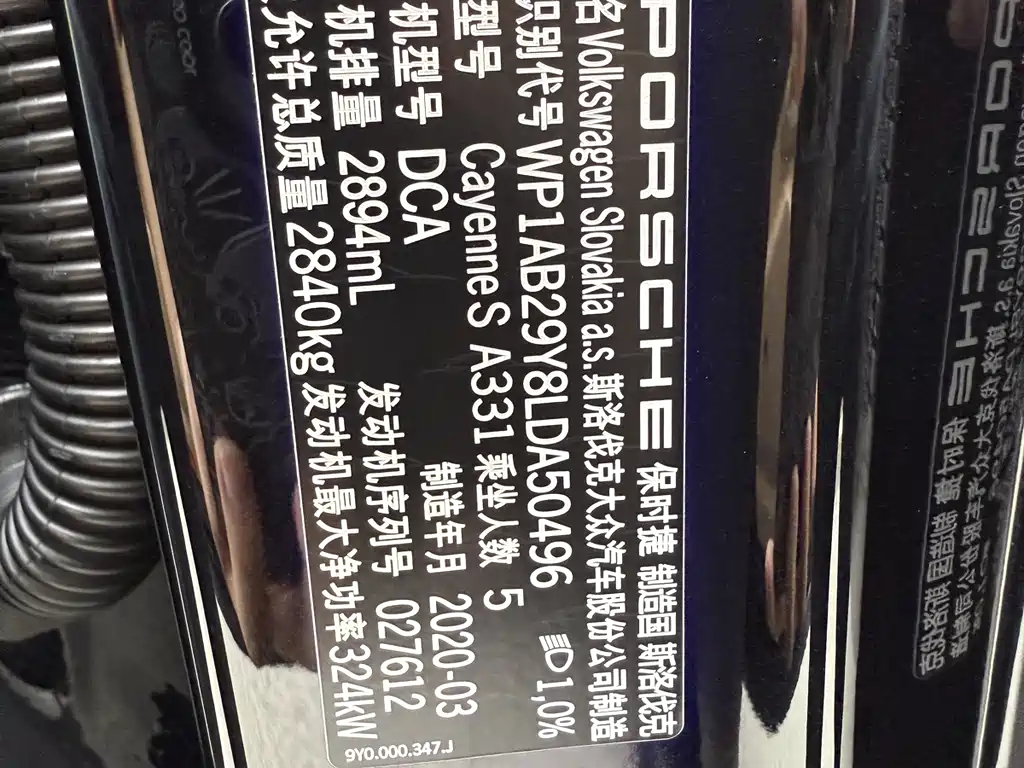 PORSCHE 保时捷 制造国 斯洛伐克
名 Volkswagen Slovakia a.s. 斯洛伐克大众汽车股份公司制造
识别代号 WP1AB29Y8LDA50496 1,0%
型号 Cayenne S A331 乘坐人数 5
制造年月 2020-03
机型号 DCA 发动机序列号 027612
机排量 2894mL
允许总质量 2840kg 发动机最大净功率 324kW
9Y0.000.347.J